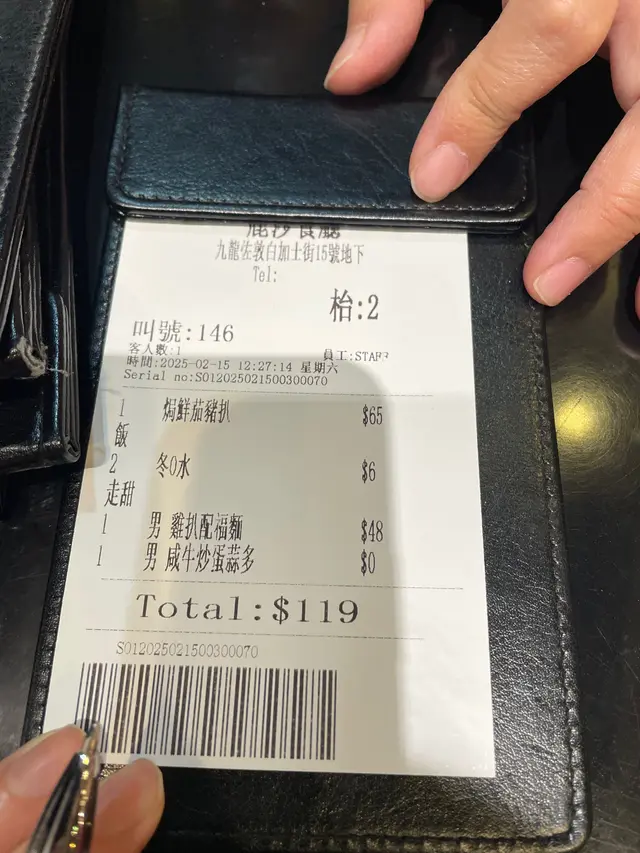 餐廳
九龍佐敦白加士街15號地下
Tel:
枱:2
叫號:146
客人數:1
員工:STAFF
時間:2025-02-15 12:27:14 星期六
Serial no:S012025021500300070
1 焗鮮茄豬扒 $65
飯
2 冬0水 $6
走甜
1 男 雞扒配福麵 $48
1 男 咸牛炒蛋蒜多 $0
Total:$119
S012025021500300070